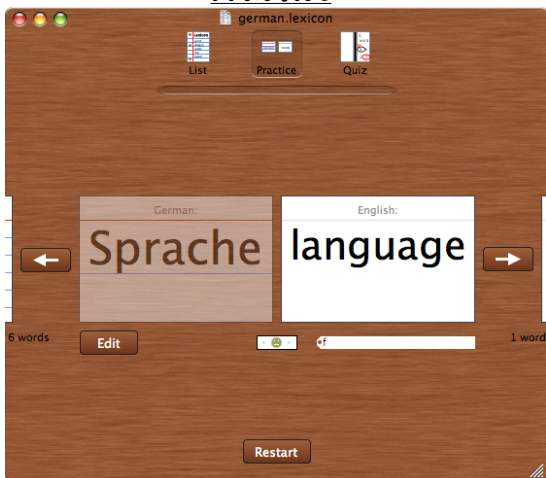 german.lexicon
List Practice Quiz
German: English:
Sprache language
6 words 1 word
Edit
f
Restart